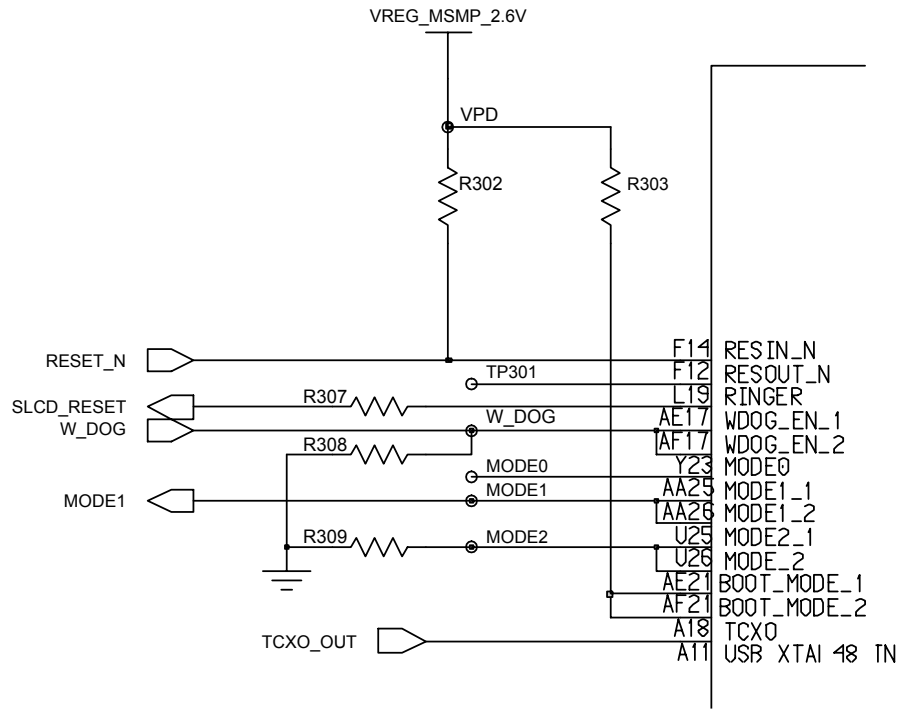 VREG_MSMP_2.6V
VPD
R302
R303
RESET_N
F14 RESIN_N
TP301
F12 RESOUT_N
SLCD_RESET
R307
L19 RINGER
W_DOG
W_DOG
AE17 WDOG_EN_1
R308
AF17 WDOG_EN_2
MODE0
Y23 MODE0
MODE1
MODE1
AA25 MODE1_1
AA26 MODE1_2
R309
MODE2
U25 MODE2_1
U26 MODE_2
AE21 BOOT_MODE_1
AF21 BOOT_MODE_2
TCXO_OUT
A18 TCXO
A11 USB XTAI 48 IN